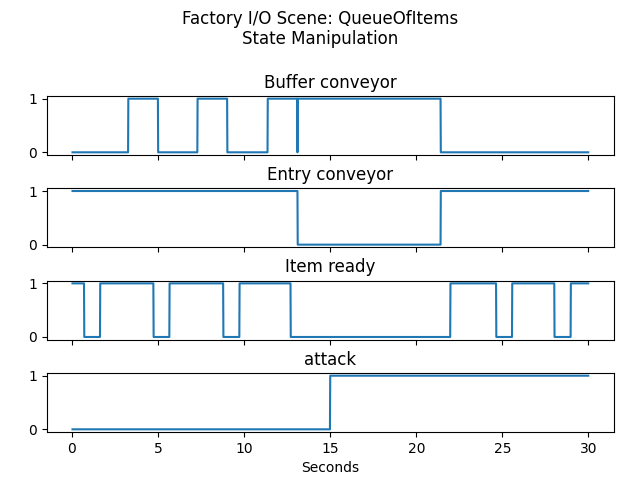 Factory I/O Scene: QueueOfItems
State Manipulation
Buffer conveyor
1
0
Entry conveyor
1
0
Item ready
1
0
attack
1
0
0 5 10 15 20 25 30
Seconds